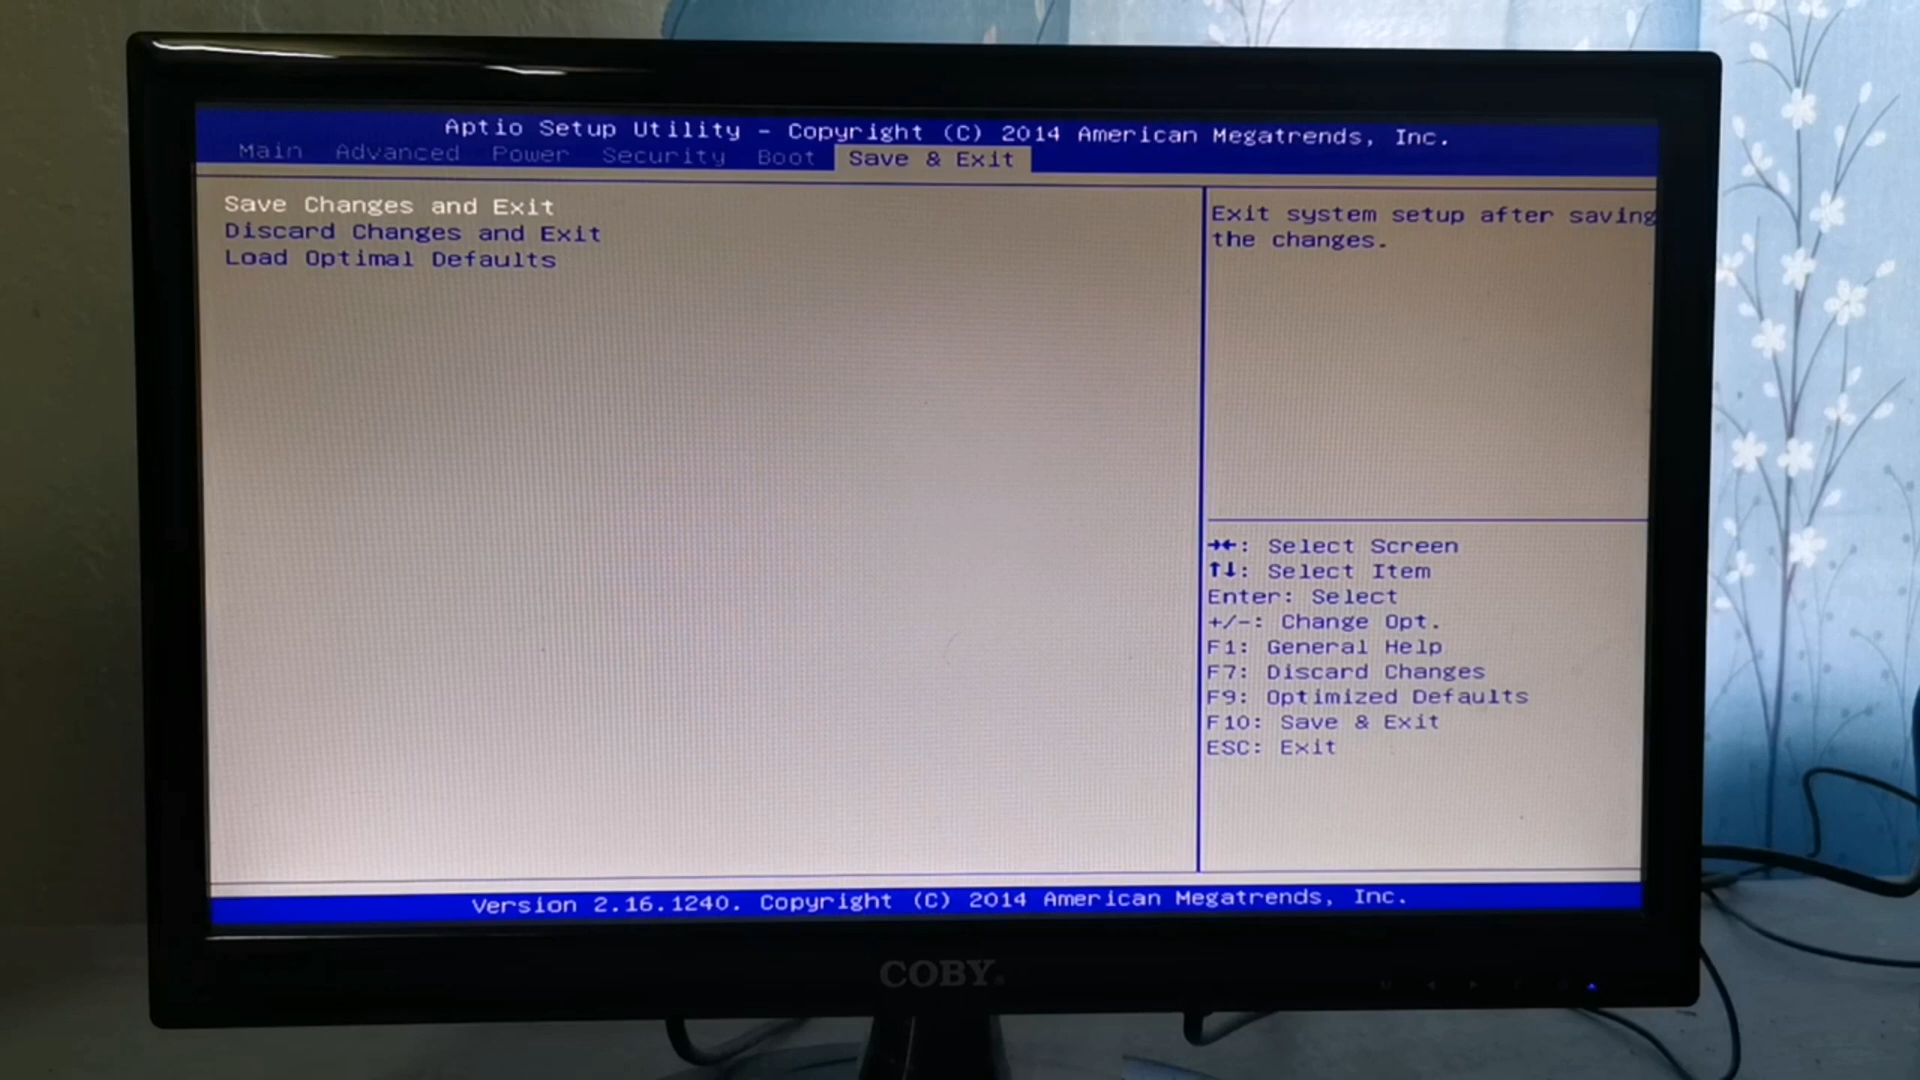 Aptio Setup Utility - Copyright (C) 2014 American Megatrends, Inc.
Main Advanced Power Security Boot Save & Exit
Save Changes and Exit
Discard Changes and Exit
Load Optimal Defaults
Exit system setup after saving
the changes.
→←: Select Screen
↑↓: Select Item
Enter: Select
+/-: Change Opt.
F1: General Help
F7: Discard Changes
F9: Optimized Defaults
F10: Save & Exit
ESC: Exit
Version 2.16.1240. Copyright (C) 2014 American Megatrends, Inc.
COBY.